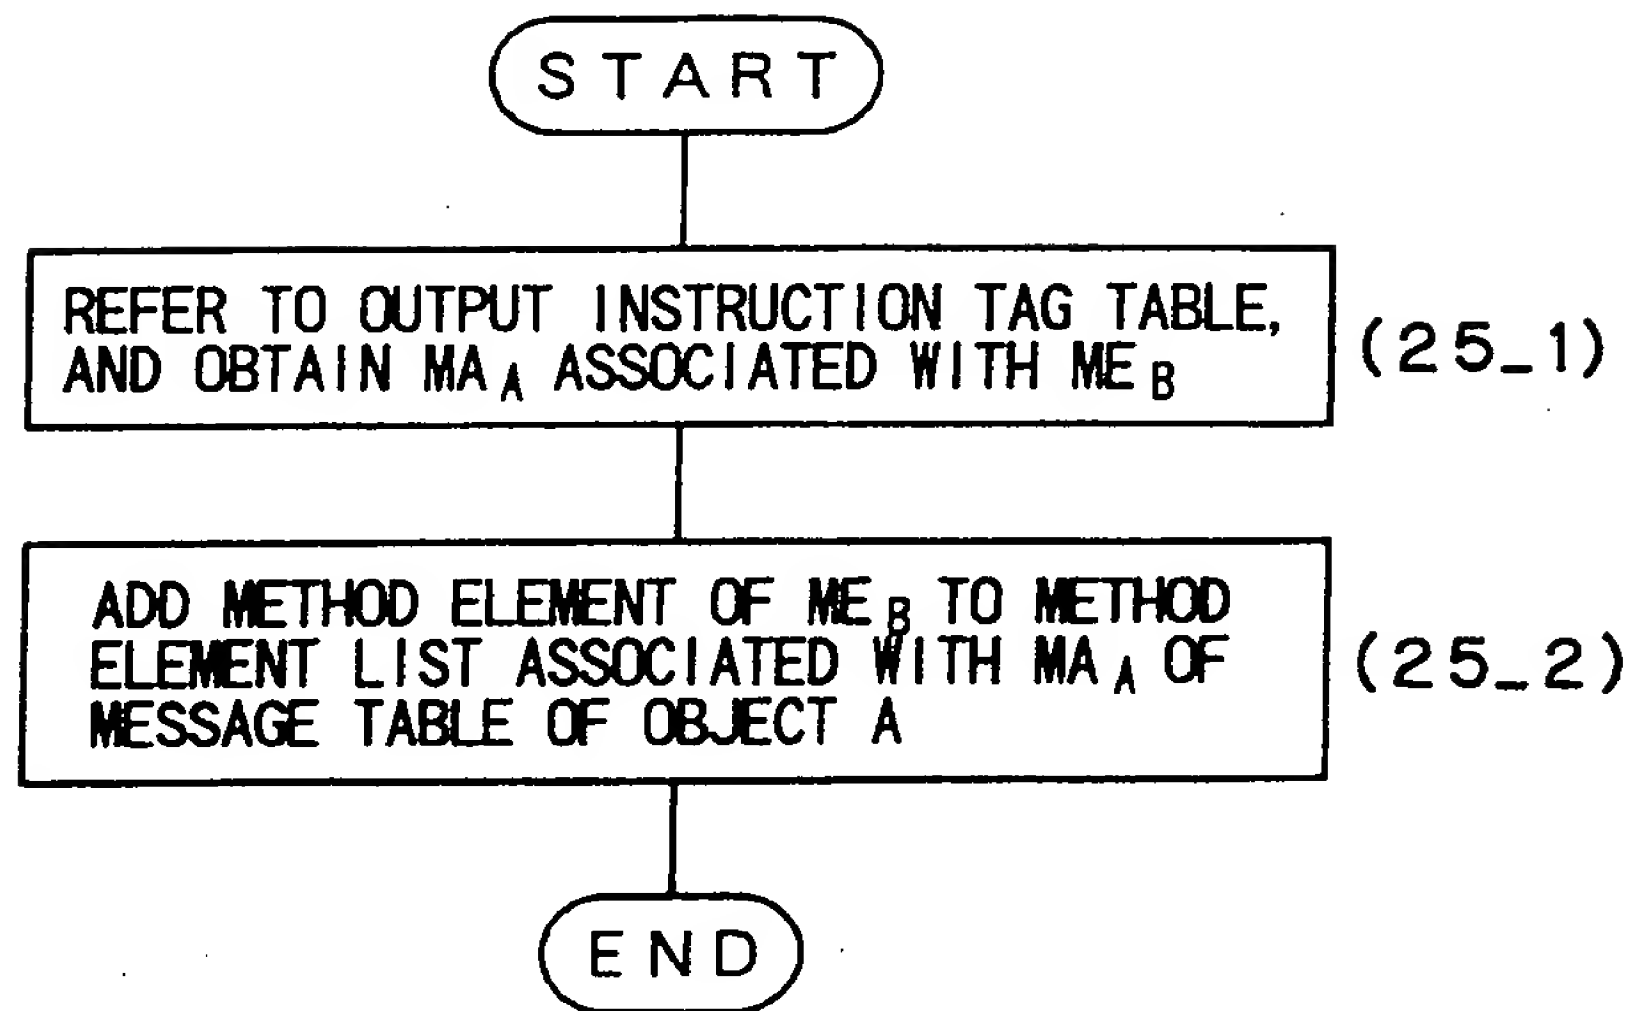 START
REFER TO OUTPUT INSTRUCTION TAG TABLE,
AND OBTAIN MA A ASSOCIATED WITH ME B
(25_1)
ADD METHOD ELEMENT OF ME B TO METHOD
ELEMENT LIST ASSOCIATED WITH MA A OF
MESSAGE TABLE OF OBJECT A
(25_2)
END